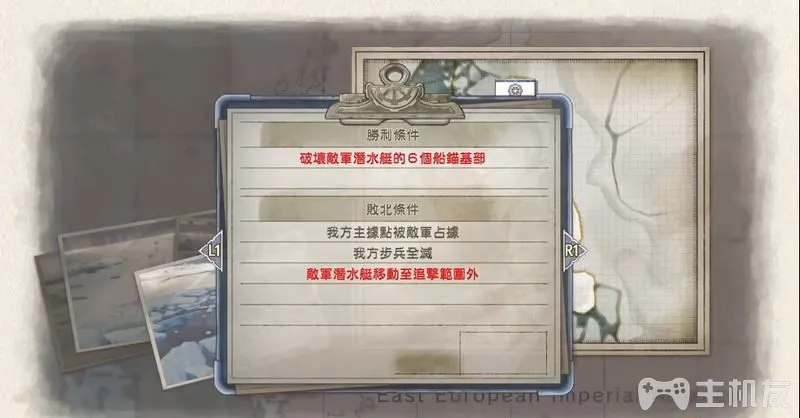 勝利條件
破壞敵軍潛水艇的6個船錨基部
敗北條件
我方主據點被敵軍占據
L1
R1
我方步兵全滅
敵軍潛水艇移動至追擊範圍外
East European Imperial
主机友